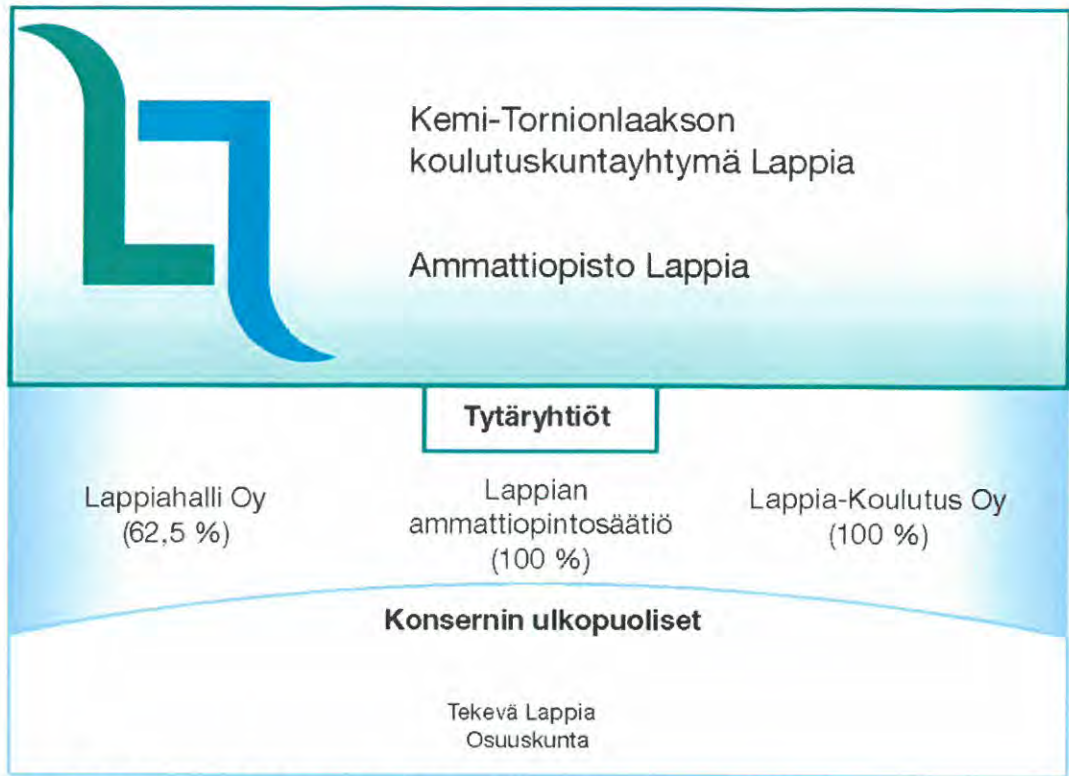 Kemi-Tornionlaakson
koulutuskuntayhtymä Lappia
Ammattiopisto Lappia
Tytäryhtiöt
Lappiahalli Oy
(62,5 %)
Lappian
ammattiopintosäätiö
(100 %)
Lappia-Koulutus Oy
(100 %)
Konsernin ulkopuoliset
Tekevä Lappia
Osuuskunta